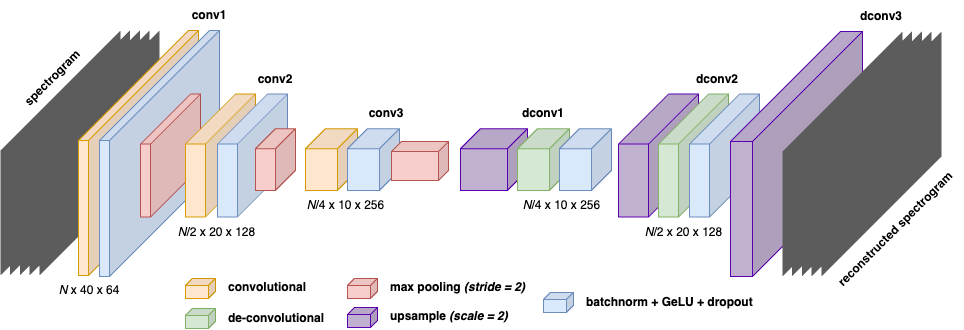 conv1
dconv3
spectrogram
conv2
dconv2
conv3
dconv1
N/4 x 10 x 256
N/4 x 10 x 256
N/2 x 20 x 128
N/2 x 20 x 128
reconstructed spectrogram
N x 40 x 64
convolutional
max pooling (stride = 2)
batchnorm + GeLU + dropout
de-convolutional
upsample (scale = 2)